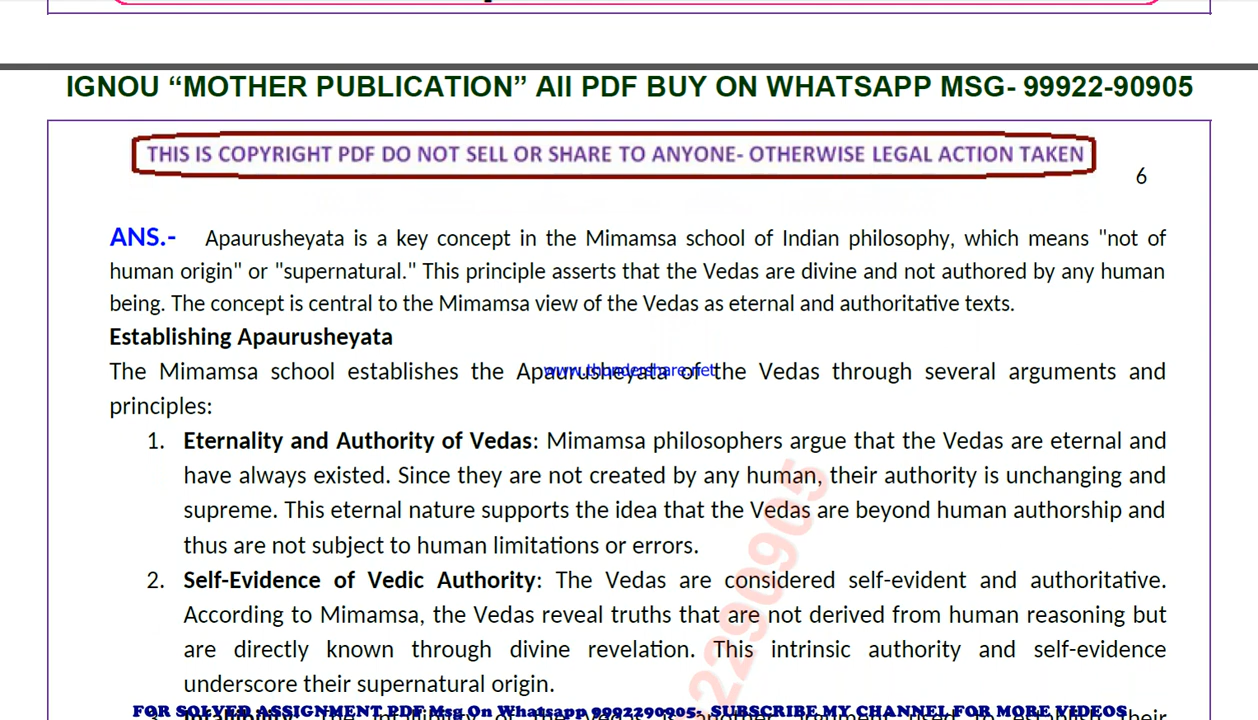 IGNOU “MOTHER PUBLICATION” All PDF BUY ON WHATSAPP MSG- 99922-90905
THIS IS COPYRIGHT PDF DO NOT SELL OR SHARE TO ANYONE- OTHERWISE LEGAL ACTION TAKEN
6
ANS.- Apaurusheyata is a key concept in the Mimamsa school of Indian philosophy, which means "not of
human origin" or "supernatural." This principle asserts that the Vedas are divine and not authored by any human
being. The concept is central to the Mimamsa view of the Vedas as eternal and authoritative texts.
Establishing Apaurusheyata
The Mimamsa school establishes the Apaurusheyata of the Vedas through several arguments and
www.thundershare.net
principles:
1. Eternality and Authority of Vedas: Mimamsa philosophers argue that the Vedas are eternal and
have always existed. Since they are not created by any human, their authority is unchanging and
supreme. This eternal nature supports the idea that the Vedas are beyond human authorship and
thus are not subject to human limitations or errors.
2. Self-Evidence of Vedic Authority: The Vedas are considered self-evident and authoritative.
According to Mimamsa, the Vedas reveal truths that are not derived from human reasoning but
are directly known through divine revelation. This intrinsic authority and self-evidence
underscore their supernatural origin.
2290905
FOR SOLVED ASSIGNMENT PDF Msg On Whatsapp 9992290905- SUBSCRIBE MY CHANNEL FOR MORE VIDEOS